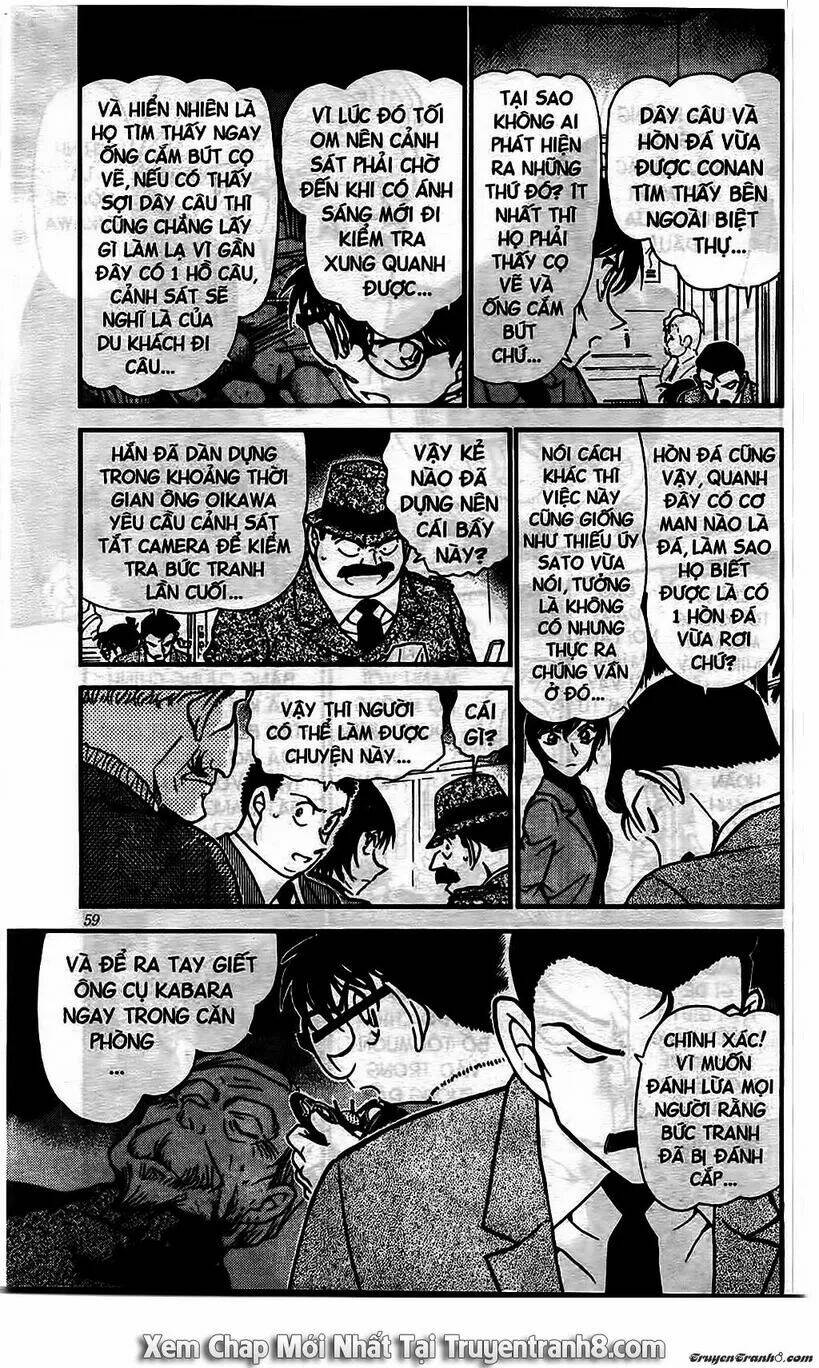 DÂY CÂU VÀ
HÒN ĐÁ VỪA
ĐƯỢC CONAN
TÌM THẤY BÊN
NGOÀI BIỆT
THỰ...
TẠI SAO
KHÔNG AI
PHÁT HIỆN
RA NHỮNG
THỨ ĐÓ? ÍT
NHẤT THÌ
HỌ PHẢI
THẤY CỌ
VẼ VÀ
ỐNG CẮM
BÚT
CHỨ...
VÌ LÚC ĐÓ TỐI
OM NÊN CẢNH
SÁT PHẢI CHỜ
ĐẾN KHI CÓ ÁNH
SÁNG MỚI ĐI
KIỂM TRA
XUNG QUANH
ĐƯỢC...
VÀ HIỂN NHIÊN LÀ
HỌ TÌM THẤY NGAY
ỐNG CẮM BÚT CỌ
VẼ, NẾU CÓ THẤY
SỢI DÂY CÂU THÌ
CŨNG CHẲNG LẤY
GÌ LÀM LẠ VÌ GẦN
ĐÂY CÓ 1 HỒ CÂU,
CẢNH SÁT SẼ
NGHĨ LÀ CỦA
DU KHÁCH ĐI
CÂU...
HÒN ĐÁ CŨNG
VẬY, QUANH
ĐÂY CÓ CƠ
MAN NÀO LÀ
ĐÁ, LÀM SAO
HỌ BIẾT
ĐƯỢC LÀ CÓ
1 HÒN ĐÁ
VỪA RƠI
CHỨ?
NÓI CÁCH
KHÁC THÌ
VIỆC NÀY
CŨNG GIỐNG
NHƯ THIẾU ÚY
SATO VỪA
NÓI, TƯỞNG
LÀ KHÔNG
CÓ NHƯNG
THỰC RA
CHÚNG VẪN
Ở ĐÓ...
VẬY KẺ
NÀO ĐÃ
DỰNG NÊN
CÁI BẪY
NÀY?
HẮN ĐÃ DÀN DỰNG
TRONG KHOẢNG THỜI
GIAN ÔNG OIKAWA
YÊU CẦU CẢNH SÁT
TẮT CAMERA ĐỂ KIỂM
TRA BỨC TRANH
LẦN CUỐI...
CÁI
GÌ?
VẬY THÌ NGƯỜI
CÓ THỂ LÀM ĐƯỢC
CHUYỆN NÀY...
59
CHÍNH XÁC!
VÌ MUỐN
ĐÁNH LỪA MỌI
NGƯỜI RẰNG
BỨC TRANH
ĐÃ BỊ ĐÁNH
CẮP...
VÀ ĐỂ RA TAY GIẾT
ÔNG CỤ KABARA
NGAY TRONG CĂN
PHÒNG
...
Xem Chap Mới Nhất Tại Truyentranh8.com
TruyenTranh8.com